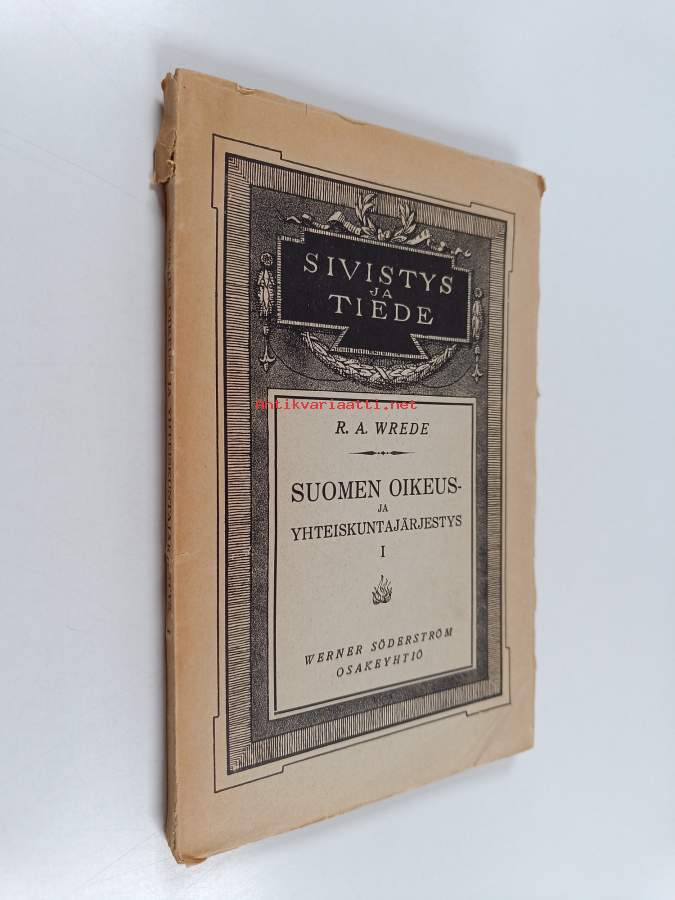 SIVISTYS
JA
TIEDE
antikvariaatti.net
R. A. WREDE
SUOMEN OIKEUS-
JA
YHTEISKUNTAJÄRJESTYS
I
WERNER SÖDERSTRÖM
OSAKEYHTIÖ